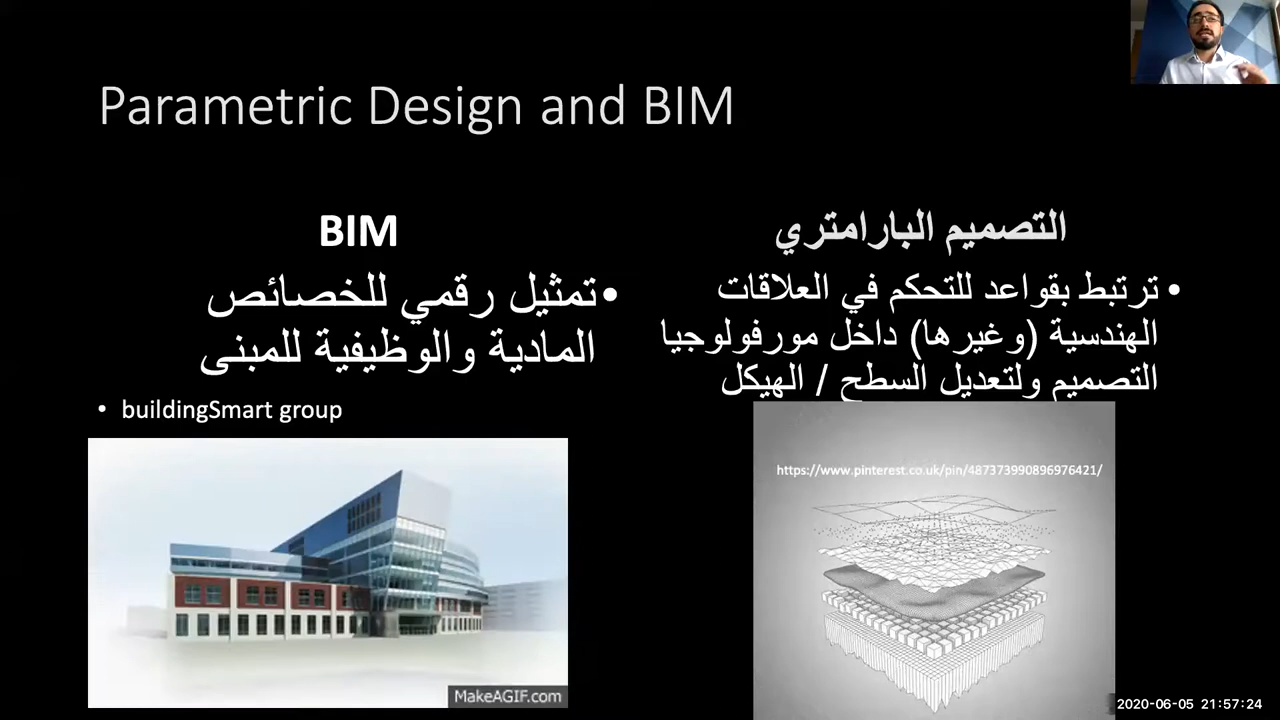 Parametric Design and BIM
BIM
•تمثيل رقمي للخصائص
المادية والوظيفية للمبنى
• buildingSmart group
MakeAGIF.com
التصميم البارامتري
• ترتبط بقواعد للتحكم في العلاقات
الهندسية (وغيرها) داخل مورفولوجيا
التصميم ولتعديل السطح / الهيكل
https://www.pinterest.co.uk/pin/487373990896976421/
2020-06-05 21:57:24